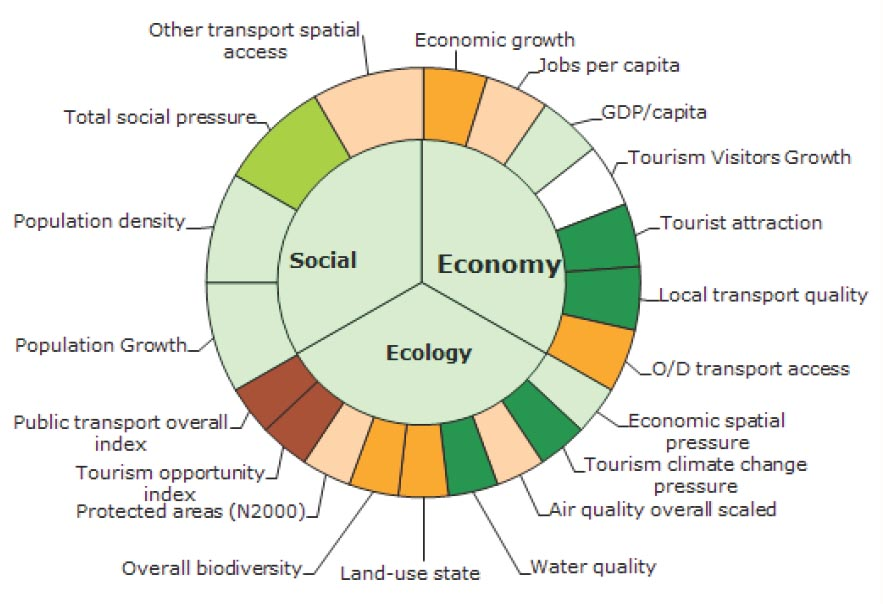 Other transport spatial
access
Economic growth
Jobs per capita
GDP/capita
Total social pressure
Tourism Visitors Growth
Population density
Tourist attraction
Social
Economy
Local transport quality
Population Growth
Ecology
O/D transport access
Public transport overall
index
Economic spatial
pressure
Tourism opportunity
index
Tourism climate change
pressure
Protected areas (N2000)
Air quality overall scaled
Overall biodiversity
Land-use state
Water quality